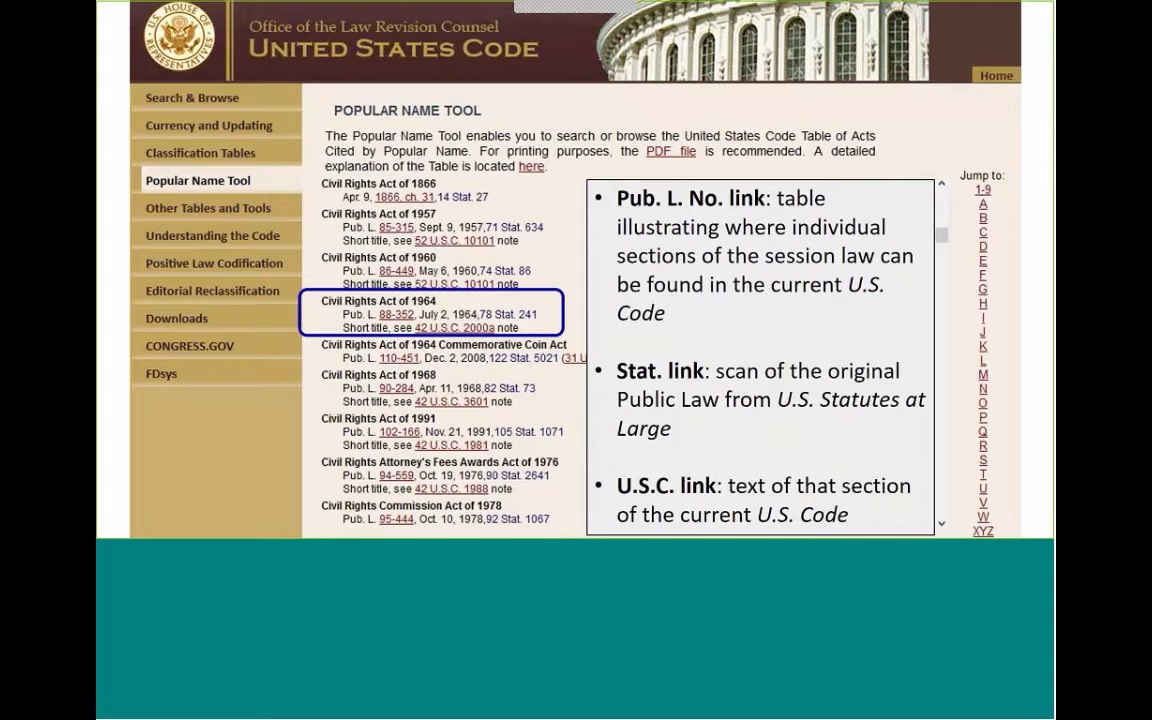 U.S. HOUSE OF REPRESENTATIVES
Office of the Law Revision Counsel
UNITED STATES CODE
Home
Search & Browse
Currency and Updating
Classification Tables
Popular Name Tool
Other Tables and Tools
Understanding the Code
Positive Law Codification
Editorial Reclassification
Downloads
CONGRESS.GOV
FDsys
POPULAR NAME TOOL
The Popular Name Tool enables you to search or browse the United States Code Table of Acts
Cited by Popular Name. For printing purposes, the PDF file is recommended. A detailed
explanation of the Table is located here.
Civil Rights Act of 1866
Apr. 9, 1866, ch. 31,14 Stat. 27
Civil Rights Act of 1957
Pub. L. 85-315, Sept. 9, 1957,71 Stat. 634
Short title, see 52 U.S.C. 10101 note
Civil Rights Act of 1960
Pub. L. 86-449, May 6, 1960,74 Stat. 86
Short title, see 52 U.S.C. 10101 note
Civil Rights Act of 1964
Pub. L. 88-352, July 2, 1964,78 Stat. 241
Short title, see 42 U.S.C. 2000a note
Civil Rights Act of 1964 Commemorative Coin Act
Pub. L. 110-451, Dec. 2, 2008,122 Stat. 5021 (31 U
Civil Rights Act of 1968
Pub. L. 90-284, Apr. 11, 1968,82 Stat. 73
Short title, see 42 U.S.C. 3601 note
Civil Rights Act of 1991
Pub. L. 102-166, Nov. 21, 1991,105 Stat. 1071
Short title, see 42 U.S.C. 1981 note
Civil Rights Attorney's Fees Awards Act of 1976
Pub. L. 94-559, Oct. 19, 1976,90 Stat. 2641
Short title, see 42 U.S.C. 1988 note
Civil Rights Commission Act of 1978
Pub. L. 95-444, Oct. 10, 1978,92 Stat. 1067
• Pub. L. No. link: table
illustrating where individual
sections of the session law can
be found in the current U.S.
Code
• Stat. link: scan of the original
Public Law from U.S. Statutes at
Large
• U.S.C. link: text of that section
of the current U.S. Code
Jump to:
1-9
A
B
C
D
E
F
G
H
I
J
K
L
M
N
O
P
Q
R
S
T
U
V
W
XYZ